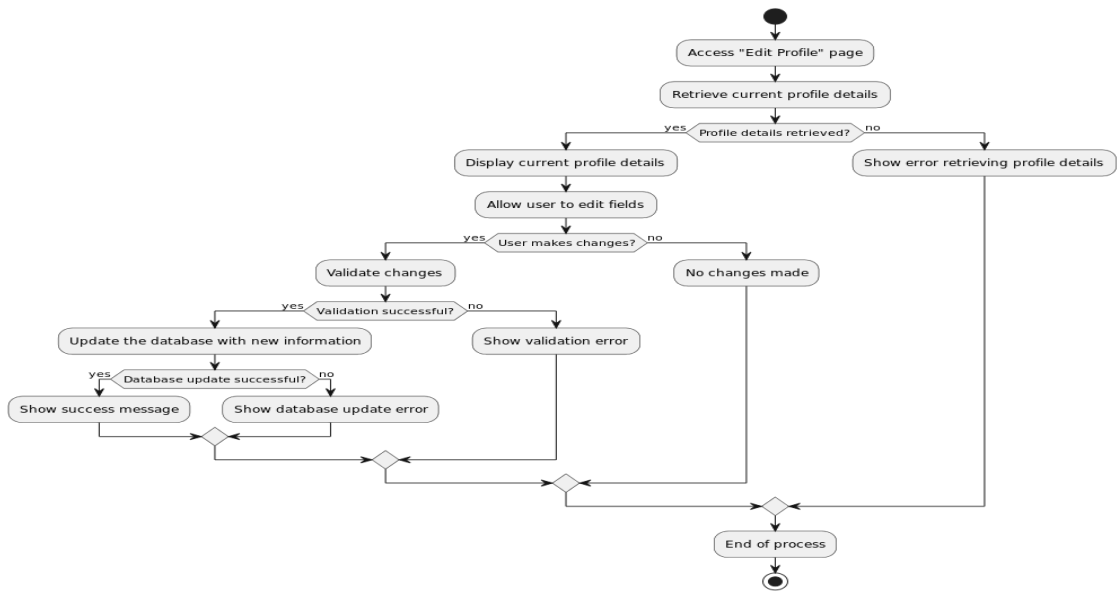 Access "Edit Profile" page
Retrieve current profile details
yes
Profile details retrieved?
no
Display current profile details
Show error retrieving profile details
Allow user to edit fields
yes
User makes changes?
no
Validate changes
No changes made
yes
Validation successful?
no
Update the database with new information
Show validation error
yes
Database update successful?
no
Show success message
Show database update error
End of process